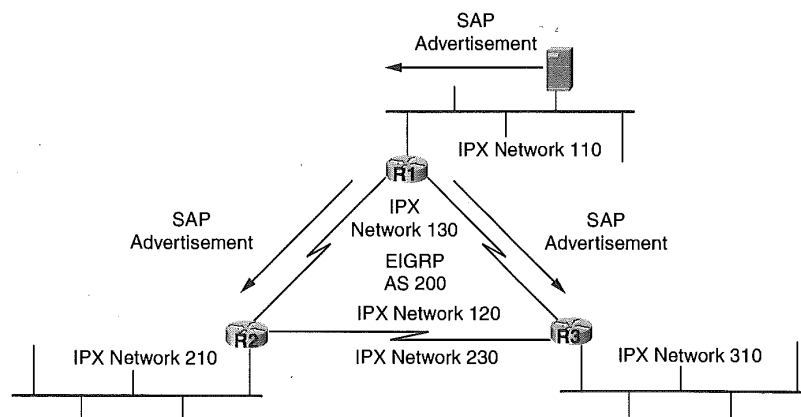 SAP
Advertisement
IPX Network 110
R1
SAP
Advertisement
IPX
Network 130
SAP
Advertisement
EIGRP
AS 200
IPX Network 120
R2
R3
IPX Network 210
IPX Network 230
IPX Network 310